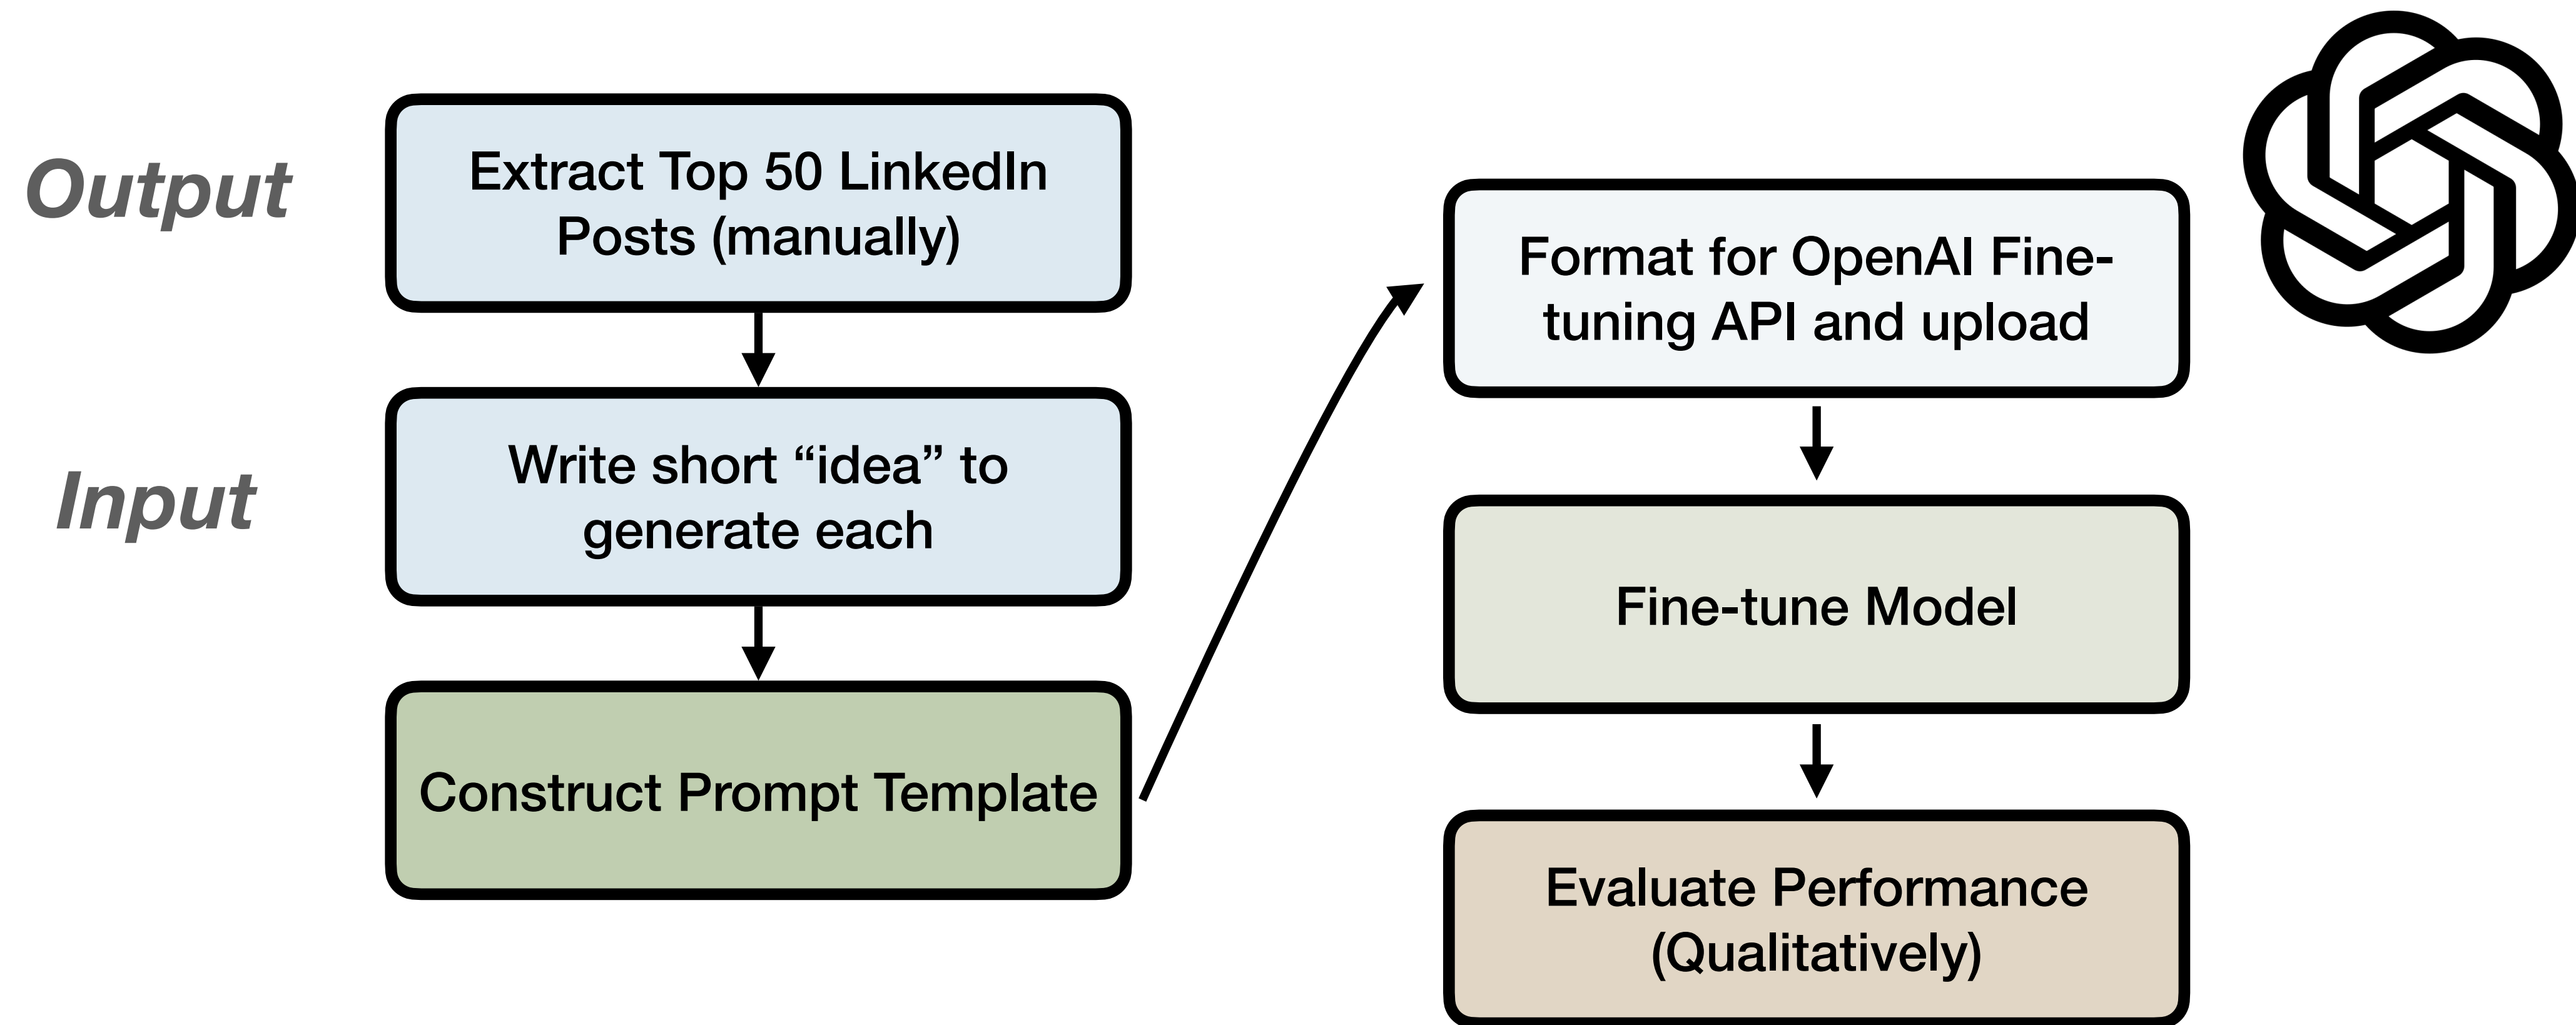 Output
Extract Top 50 LinkedIn
Posts (manually)
Input
Write short “idea” to
generate each
Construct Prompt Template
Format for OpenAI Fine-
tuning API and upload
Fine-tune Model
Evaluate Performance
(Qualitatively)